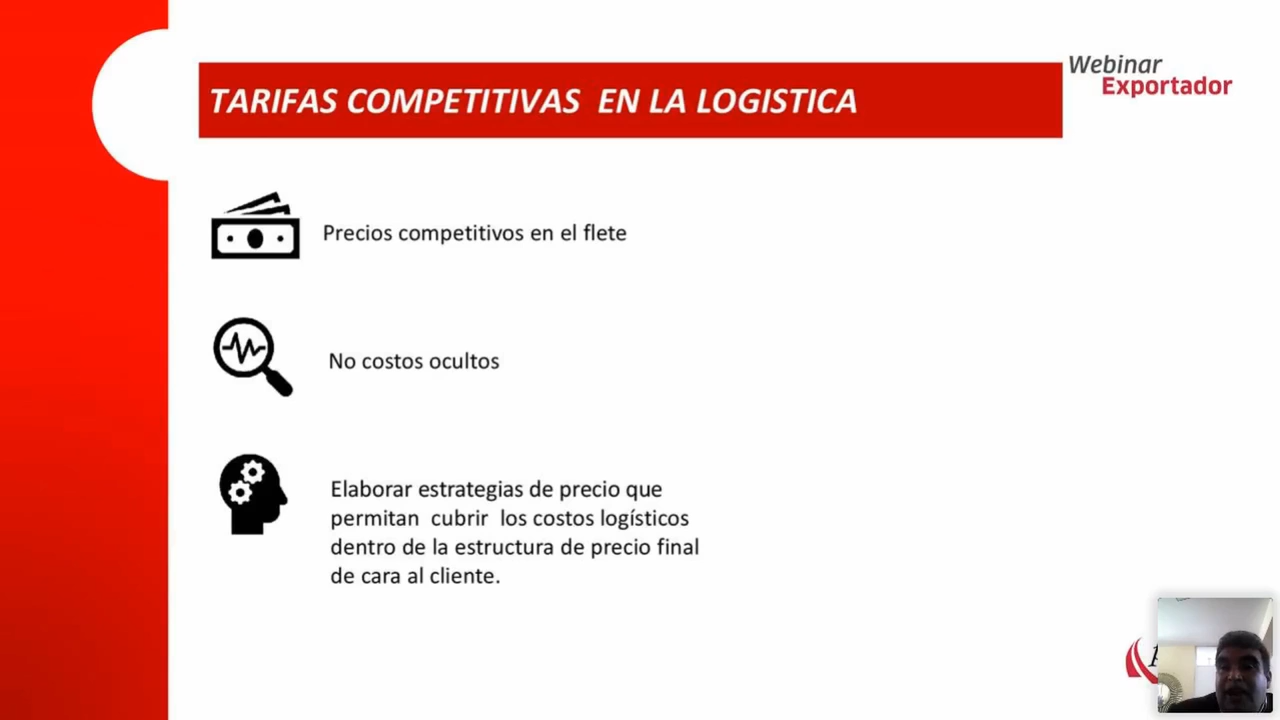 TARIFAS COMPETITIVAS EN LA LOGISTICA
Webinar
Exportador
Precios competitivos en el flete
No costos ocultos
Elaborar estrategias de precio que
permitan cubrir los costos logísticos
dentro de la estructura de precio final
de cara al cliente.